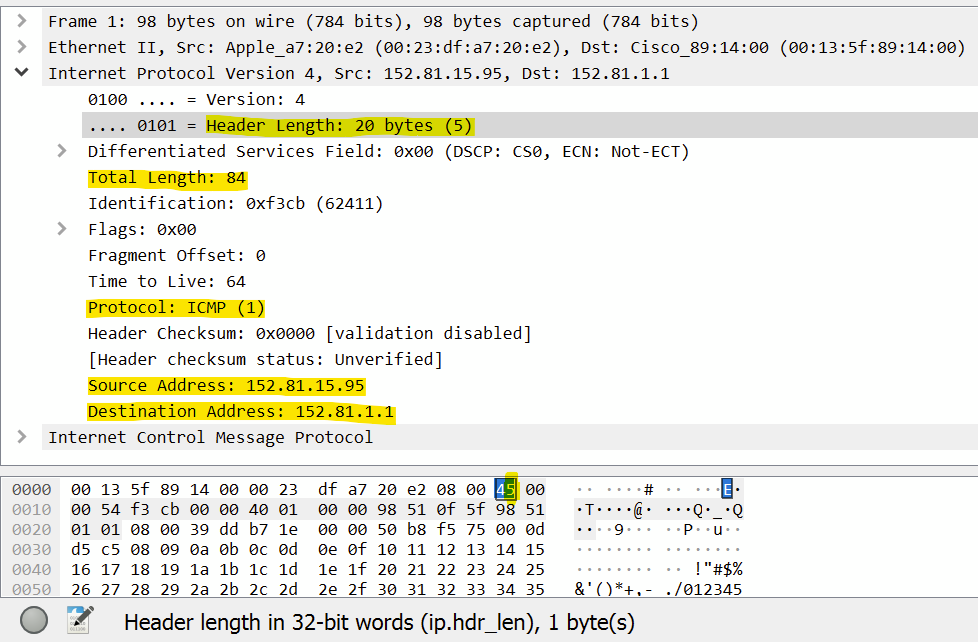 Frame 1: 98 bytes on wire (784 bits), 98 bytes captured (784 bits)
Ethernet II, Src: Apple_a7:20:e2 (00:23:df:a7:20:e2), Dst: Cisco_89:14:00 (00:13:5f:89:14:00)
Internet Protocol Version 4, Src: 152.81.15.95, Dst: 152.81.1.1
0100 .... = Version: 4
.... 0101 = Header Length: 20 bytes (5)
Differentiated Services Field: 0x00 (DSCP: CS0, ECN: Not-ECT)
Total Length: 84
Identification: 0xf3cb (62411)
Flags: 0x00
Fragment Offset: 0
Time to Live: 64
Protocol: ICMP (1)
Header Checksum: 0x0000 [validation disabled]
[Header checksum status: Unverified]
Source Address: 152.81.15.95
Destination Address: 152.81.1.1
Internet Control Message Protocol
0000 00 13 5f 89 14 00 00 23 df a7 20 e2 08 00 45 00 ·· ····# ·· ···E·
0010 00 54 f3 cb 00 00 40 01 00 00 98 51 0f 5f 98 51 ·T····@· ···Q·_·Q
0020 01 01 08 00 39 dd b7 1e 00 00 50 b8 f5 75 00 0d ····9··· ··P··u··
0030 d5 c5 08 09 0a 0b 0c 0d 0e 0f 10 11 12 13 14 15 ········ ········
0040 16 17 18 19 1a 1b 1c 1d 1e 1f 20 21 22 23 24 25 ········ ·· !"#$%
0050 26 27 28 29 2a 2b 2c 2d 2e 2f 30 31 32 33 34 35 &'()*+,- ./012345
Header length in 32-bit words (ip.hdr_len), 1 byte(s)